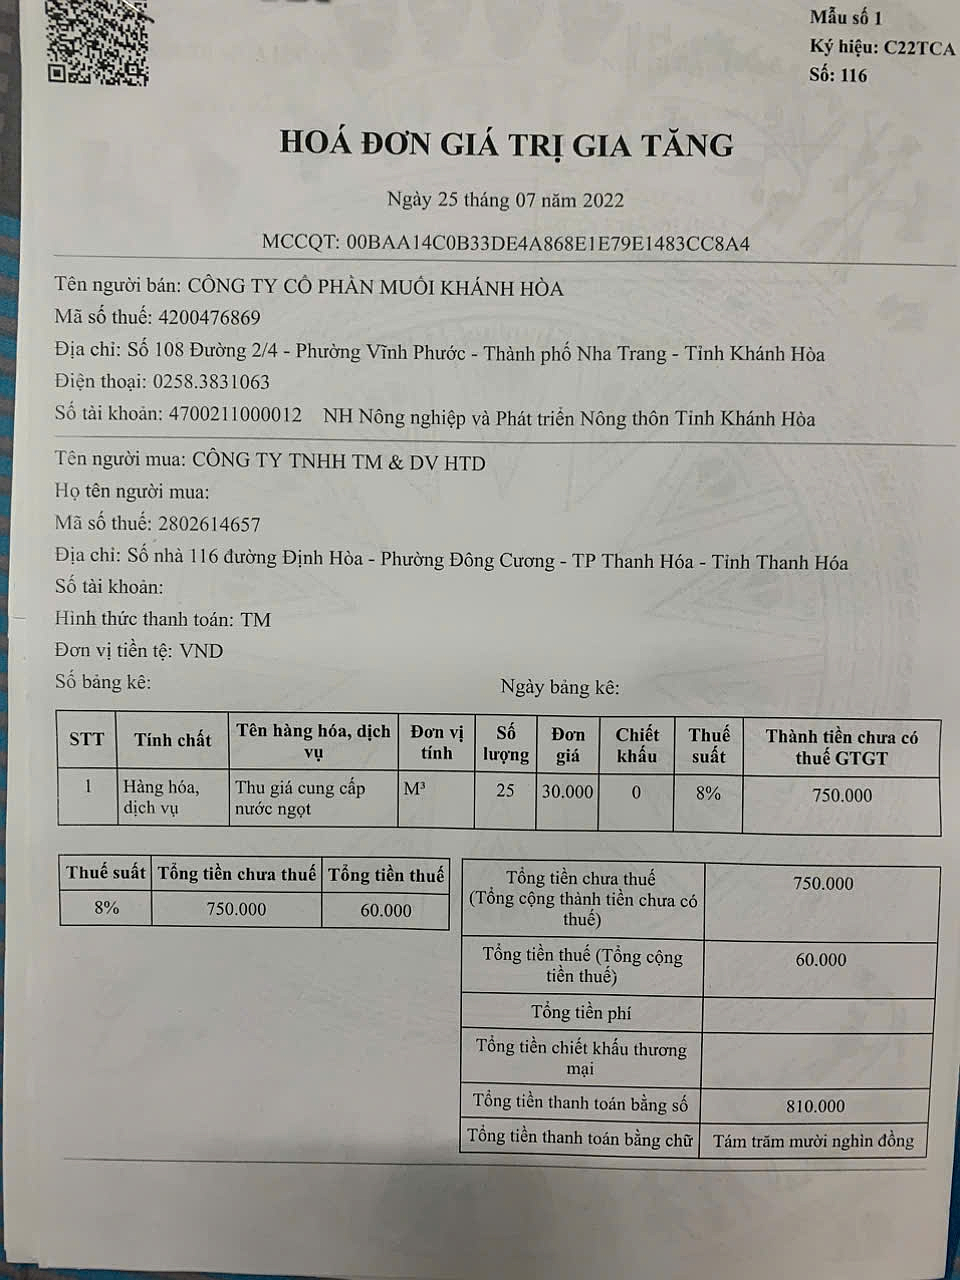 Mẫu số 1
Ký hiệu: C22TCA
Số: 116
HOÁ ĐƠN GIÁ TRỊ GIA TĂNG
Ngày 25 tháng 07 năm 2022
MCCQT: 00BAA14C0B33DE4A868E1E79E1483CC8A4
Tên người bán: CÔNG TY CỔ PHẦN MUỐI KHÁNH HÒA
Mã số thuế: 4200476869
Địa chỉ: Số 108 Đường 2/4 - Phường Vĩnh Phước - Thành phố Nha Trang - Tỉnh Khánh Hòa
Điện thoại: 0258.3831063
Số tài khoản: 4700211000012 NH Nông nghiệp và Phát triển Nông thôn Tỉnh Khánh Hòa
Tên người mua: CÔNG TY TNHH TM & DV HTD
Họ tên người mua:
Mã số thuế: 2802614657
Địa chỉ: Số nhà 116 đường Định Hòa - Phường Đông Cương - TP Thanh Hóa - Tỉnh Thanh Hóa
Số tài khoản:
Hình thức thanh toán: TM
Đơn vị tiền tệ: VND
Số bảng kê: Ngày bảng kê:
STT Tính chất Tên hàng hóa, dịch vụ Đơn vị tính Số lượng Đơn giá Chiết khấu Thuế suất Thành tiền chưa có thuế GTGT
1 Hàng hóa, dịch vụ Thu giá cung cấp nước ngọt M³ 25 30.000 0 8% 750.000
Thuế suất Tổng tiền chưa thuế Tổng tiền thuế
8% 750.000 60.000
Tổng tiền chưa thuế
(Tổng cộng thành tiền chưa có
thuế) 750.000
Tổng tiền thuế (Tổng cộng
tiền thuế) 60.000
Tổng tiền phí
Tổng tiền chiết khấu thương
mại
Tổng tiền thanh toán bằng số 810.000
Tổng tiền thanh toán bằng chữ Tám trăm mười nghìn đồng